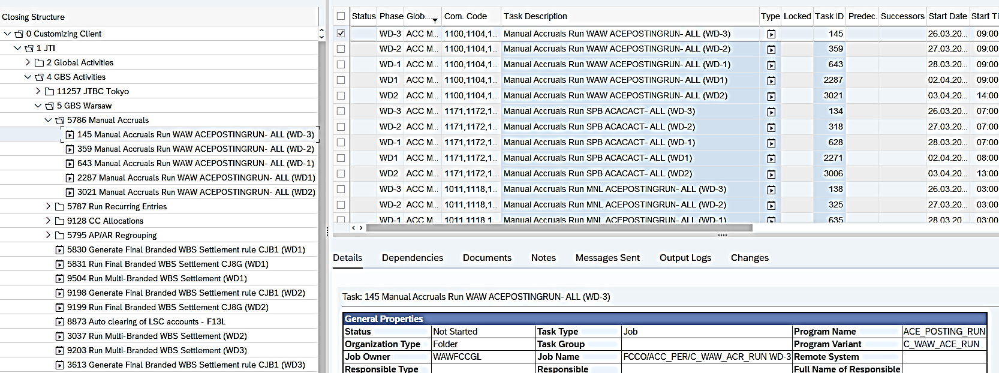 Closing Structure
0 Customizing Client
1 JTI
2 Global Activities
4 GBS Activities
11257 JTBC Tokyo
5 GBS Warsaw
5786 Manual Accruals
145 Manual Accruals Run WAW ACEPOSTINGRUN- ALL (WD-3)
359 Manual Accruals Run WAW ACEPOSTINGRUN- ALL (WD-2)
643 Manual Accruals Run WAW ACEPOSTINGRUN- ALL (WD-1)
2287 Manual Accruals Run WAW ACEPOSTINGRUN- ALL (WD1)
3021 Manual Accruals Run WAW ACEPOSTINGRUN- ALL (WD2)
5787 Run Recurring Entries
9128 CC Allocations
5795 AP/AR Regrouping
5830 Generate Final Branded WBS Settlement rule CJB1 (WD1)
5831 Run Final Branded WBS Settlement CJ8G (WD1)
9504 Run Multi-Branded WBS Settlement (WD1)
9198 Generate Final Branded WBS Settlement rule CJB1 (WD2)
9199 Run Final Branded WBS Settlement CJ8G (WD2)
8873 Auto clearing of LSC accounts - F13L
3037 Run Multi-Branded WBS Settlement (WD2)
9203 Run Multi-Branded WBS Settlement (WD3)
3613 Generate Final Branded WBS Settlement rule CJB1 (WD3)
Status Phase Glob.... Com. Code Task Description Type Locked Task ID Predec. Successors Start Date Start Ti
WD-3 ACC M... 1100,1104,1... Manual Accruals Run WAW ACEPOSTINGRUN- ALL (WD-3) 145 26.03.20... 09:00
WD-2 ACC M... 1100,1104,1... Manual Accruals Run WAW ACEPOSTINGRUN- ALL (WD-2) 359 27.03.20... 09:00
WD-1 ACC M... 1100,1104,1... Manual Accruals Run WAW ACEPOSTINGRUN- ALL (WD-1) 643 28.03.20... 09:00
WD1 ACC M... 1100,1104,1... Manual Accruals Run WAW ACEPOSTINGRUN- ALL (WD1) 2287 02.04.20... 09:00
WD2 ACC M... 1100,1104,1... Manual Accruals Run WAW ACEPOSTINGRUN- ALL (WD2) 3021 03.04.20... 14:00
WD-3 ACC M... 1171,1172,1... Manual Accruals Run SPB ACACACT- ALL (WD-3) 134 26.03.20... 07:00
WD-2 ACC M... 1171,1172,1... Manual Accruals Run SPB ACACACT- ALL (WD-2) 318 27.03.20... 07:00
WD-1 ACC M... 1171,1172,1... Manual Accruals Run SPB ACACACT- ALL (WD-1) 628 28.03.20... 07:00
WD1 ACC M... 1171,1172,1... Manual Accruals Run SPB ACACACT- ALL (WD1) 2271 02.04.20... 08:00
WD2 ACC M... 1171,1172,1... Manual Accruals Run SPB ACACACT- ALL (WD2) 3006 03.04.20... 13:00
WD-3 ACC M... 1011,1118,1... Manual Accruals Run MNL ACEPOSTINGRUN- ALL (WD-3) 138 26.03.20... 03:00
WD-2 ACC M... 1011,1118,1... Manual Accruals Run MNL ACEPOSTINGRUN- ALL (WD-2) 325 27.03.20... 03:00
WD-1 ACC M... 1011,1118,1... Manual Accruals Run MNL ACEPOSTINGRUN- ALL (WD-1) 635 28.03.20... 03:00
Details Dependencies Documents Notes Messages Sent Output Logs Changes
Task: 145 Manual Accruals Run WAW ACEPOSTINGRUN- ALL (WD-3)
General Properties
Status Not Started Task Type Job Program Name ACE_POSTING_RUN
Organization Type Folder Task Group Program Variant C_WAW_ACE_RUN
Job Owner WAWFCCGL Job Name FCCO/ACC_PER/C_WAW_ACR_RUN WD-3 Remote System
Responsible Type Responsible Full Name of Responsible